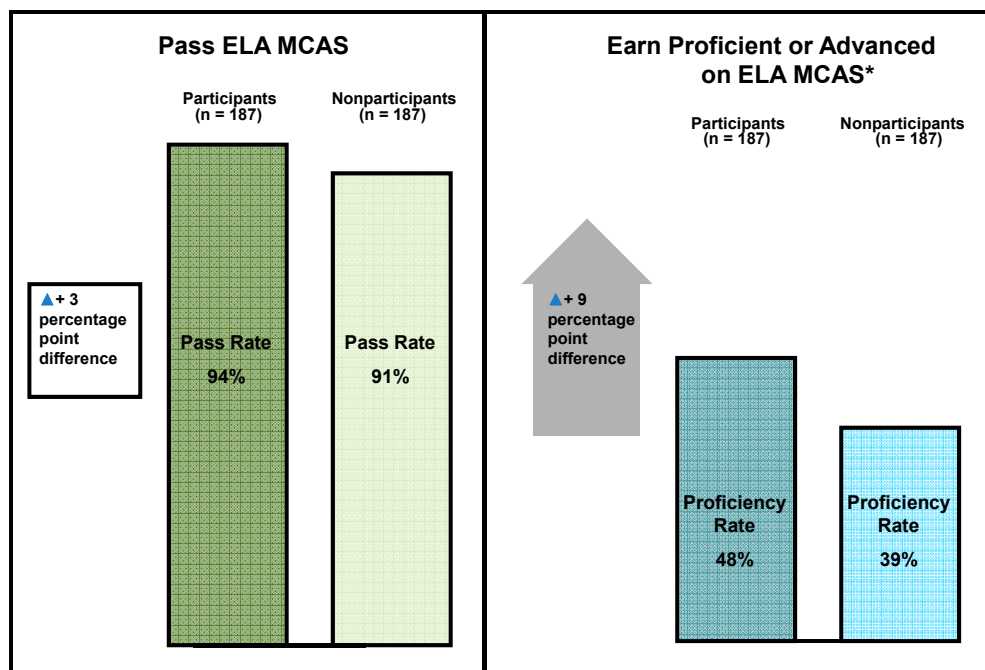 Pass ELA MCAS
Participants
(n = 187)
Nonparticipants
(n = 187)
▲+ 3
percentage
point
difference
Pass Rate
94%
Pass Rate
91%
Earn Proficient or Advanced
on ELA MCAS*
Participants
(n = 187)
Nonparticipants
(n = 187)
▲+ 9
percentage
point
difference
Proficiency
Rate
48%
Proficiency
Rate
39%